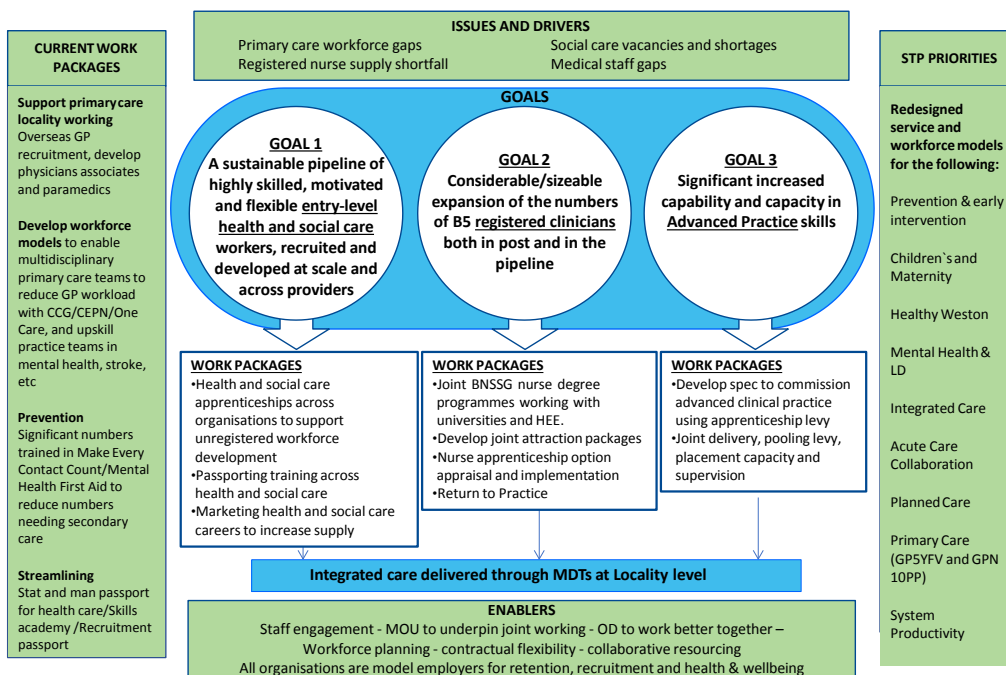 ISSUES AND DRIVERS
Primary care workforce gaps
Social care vacancies and shortages
Registered nurse supply shortfall
Medical staff gaps
CURRENT WORK
PACKAGES
Support primary care
locality working
Overseas GP
recruitment, develop
physicians associates
and paramedics
Develop workforce
models to enable
multidisciplinary
primary care teams to
reduce GP workload
with CCG/CEPN/One
Care, and upskill
practice teams in
mental health, stroke,
etc
Prevention
Significant numbers
trained in Make Every
Contact Count/Mental
Health First Aid to
reduce numbers
needing secondary
care
Streamlining
Stat and man passport
for health care/Skills
academy /Recruitment
passport
GOALS
GOAL 1
A sustainable pipeline of
highly skilled, motivated
and flexible entry-level
health and social care
workers, recruited and
developed at scale and
across providers
GOAL 2
Considerable/sizeable
expansion of the numbers
of B5 registered clinicians
both in post and in the
pipeline
GOAL 3
Significant increased
capability and capacity in
Advanced Practice skills
WORK PACKAGES
•Health and social care
apprenticeships across
organisations to support
unregistered workforce
development
•Passporting training across
health and social care
•Marketing health and social care
careers to increase supply
WORK PACKAGES
•Joint BNSSG nurse degree
programmes working with
universities and HEE.
•Develop joint attraction packages
•Nurse apprenticeship option
appraisal and implementation
•Return to Practice
WORK PACKAGES
•Develop spec to commission
advanced clinical practice
using apprenticeship levy
•Joint delivery, pooling levy,
placement capacity and
supervision
Integrated care delivered through MDTs at Locality level
ENABLERS
Staff engagement - MOU to underpin joint working - OD to work better together –
Workforce planning - contractual flexibility - collaborative resourcing
All organisations are model employers for retention, recruitment and health & wellbeing
STP PRIORITIES
Redesigned
service and
workforce models
for the following:
Prevention & early
intervention
Children`s and
Maternity
Healthy Weston
Mental Health &
LD
Integrated Care
Acute Care
Collaboration
Planned Care
Primary Care
(GP5YFV and GPN
10PP)
System
Productivity